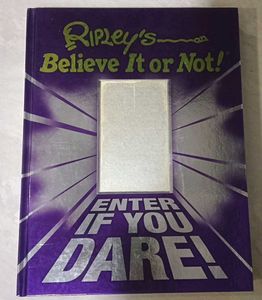 Ripley's
Believe It or Not!
ENTER
IF YOU
DARE!